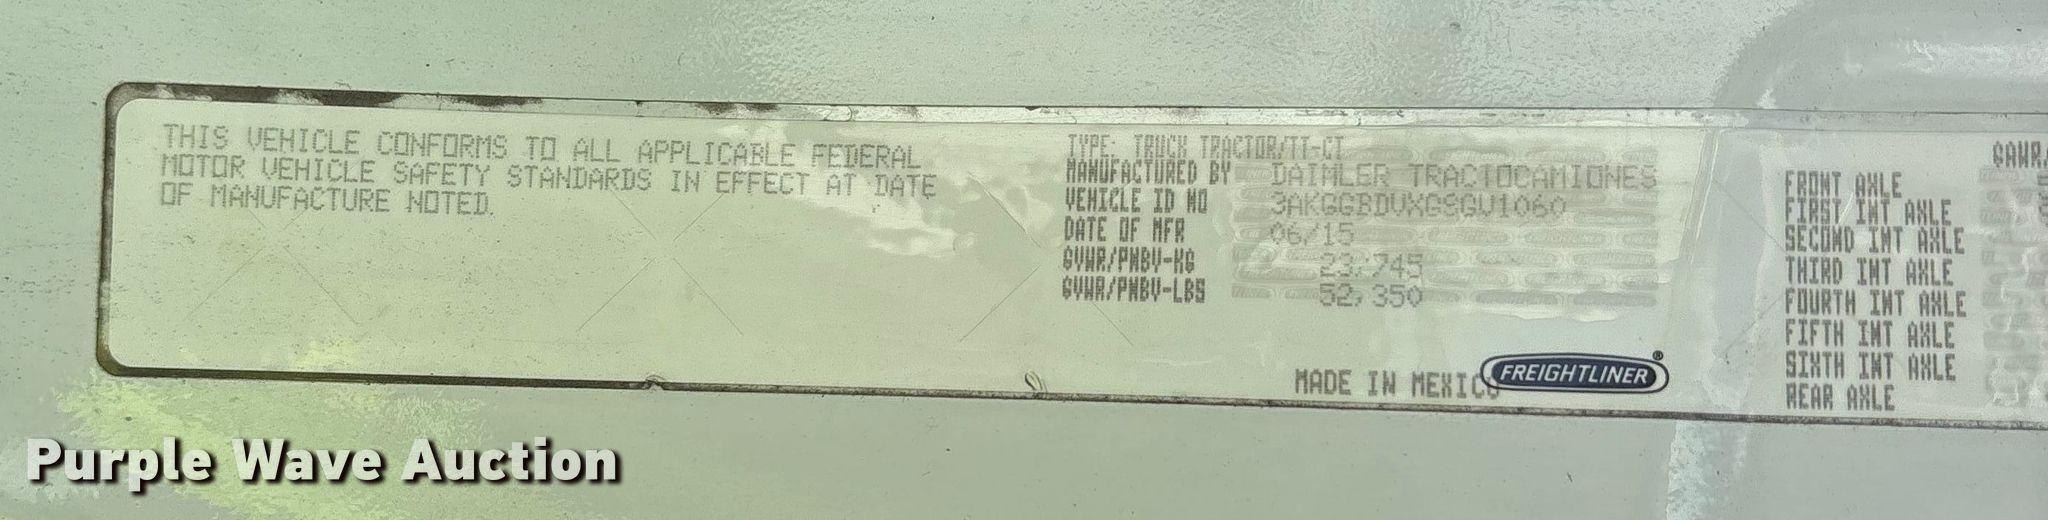 THIS VEHICLE CONFORMS TO ALL APPLICABLE FEDERAL
MOTOR VEHICLE SAFETY STANDARDS IN EFFECT AT DATE
OF MANUFACTURE NOTED.
TYPE: TRUCK TRACTOR/TT-CT
MANUFACTURED BY DAIMLER TRACTOCAMIONES
VEHICLE ID NO 3AKGGBDVXGSGV1060
DATE OF MFR 06/15
GVWR/PNBV-KG 23,745
GVWR/PNBV-LBS 52,350
MADE IN MEXICO
FREIGHTLINER®
GAWR/
FRONT AXLE
FIRST INT AXLE
SECOND INT AXLE
THIRD INT AXLE
FOURTH INT AXLE
FIFTH INT AXLE
SIXTH INT AXLE
REAR AXLE
Purple Wave Auction